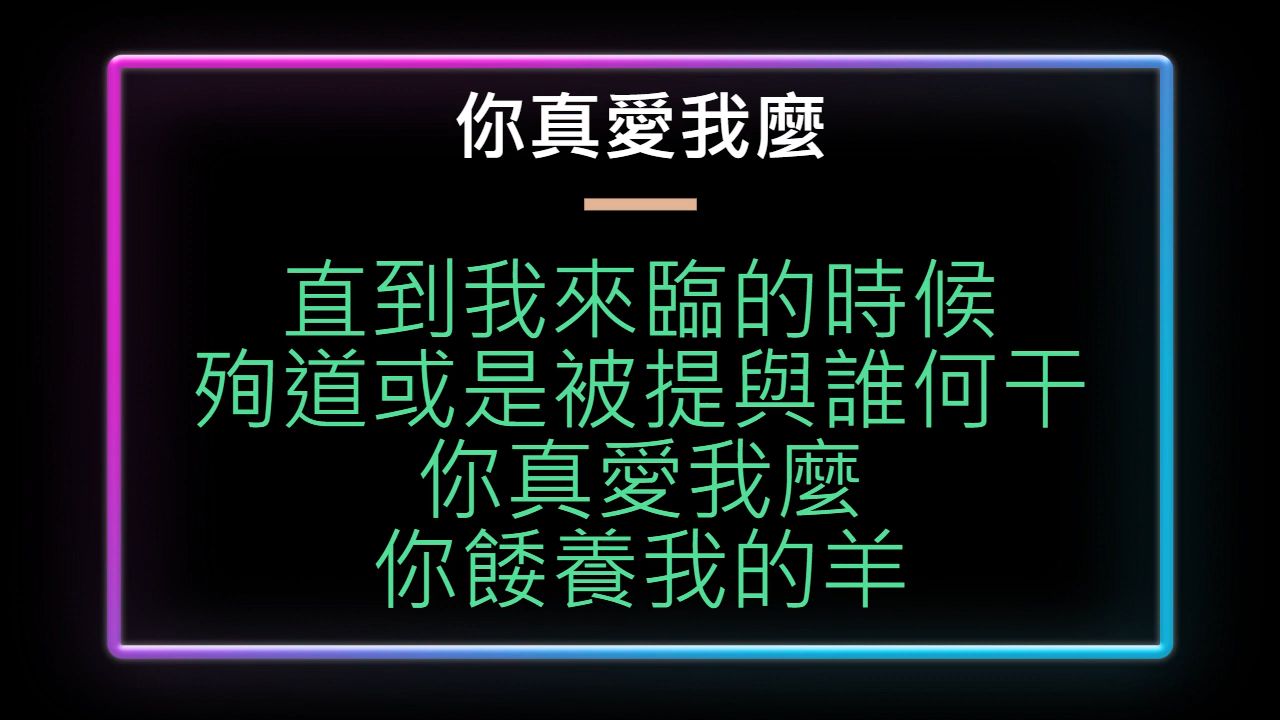 你真愛我麼
直到我來臨的時候
殉道或是被提與誰何干
你真愛我麼
你餧養我的羊